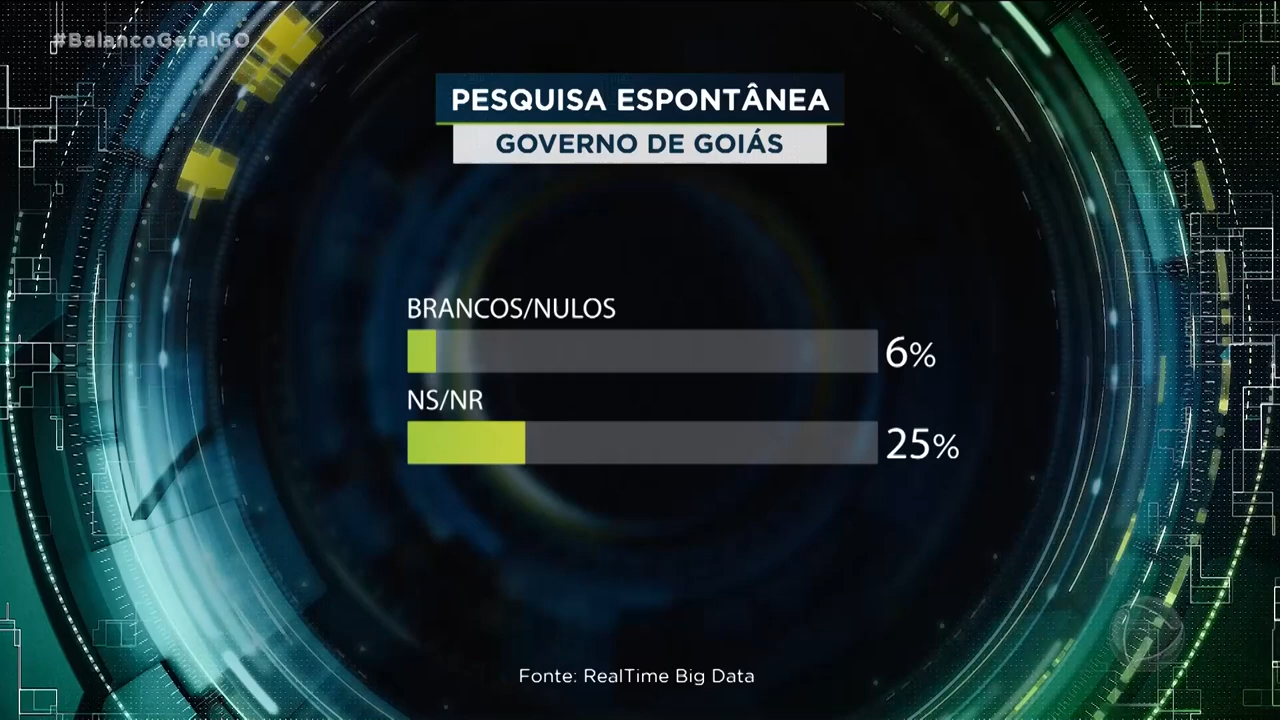 #BalancoGeralGO
PESQUISA ESPONTÂNEA
GOVERNO DE GOIÁS
BRANCOS/NULOS
6%
NS/NR
25%
Fonte: RealTime Big Data